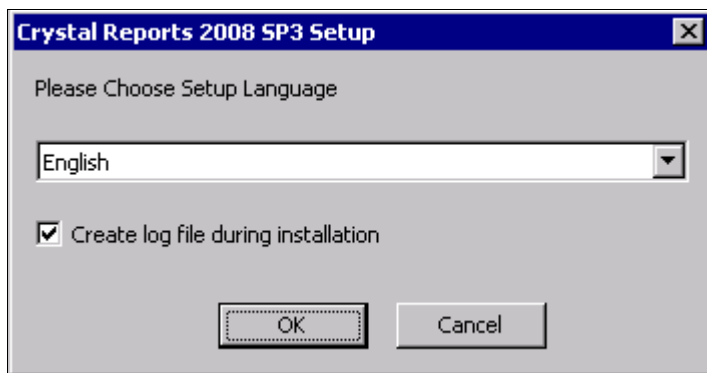 Crystal Reports 2008 SP3 Setup
Please Choose Setup Language
English
Create log file during installation
OK
Cancel